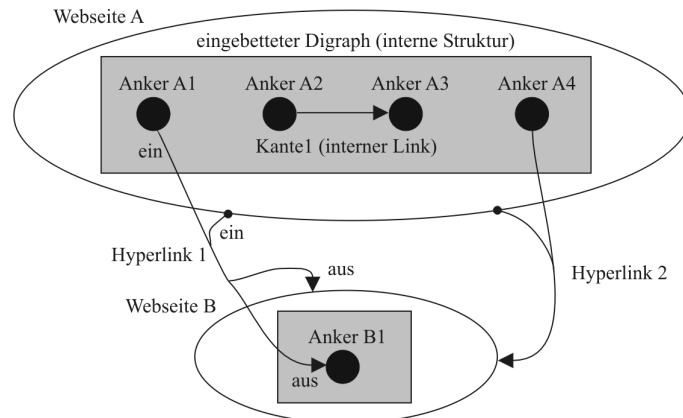 Webseite A
eingebetteter Digraph (interne Struktur)
Anker A1
Anker A2
Anker A3
Anker A4
ein
Kante1 (interner Link)
ein
Hyperlink 1
aus
Hyperlink 2
Webseite B
Anker B1
aus